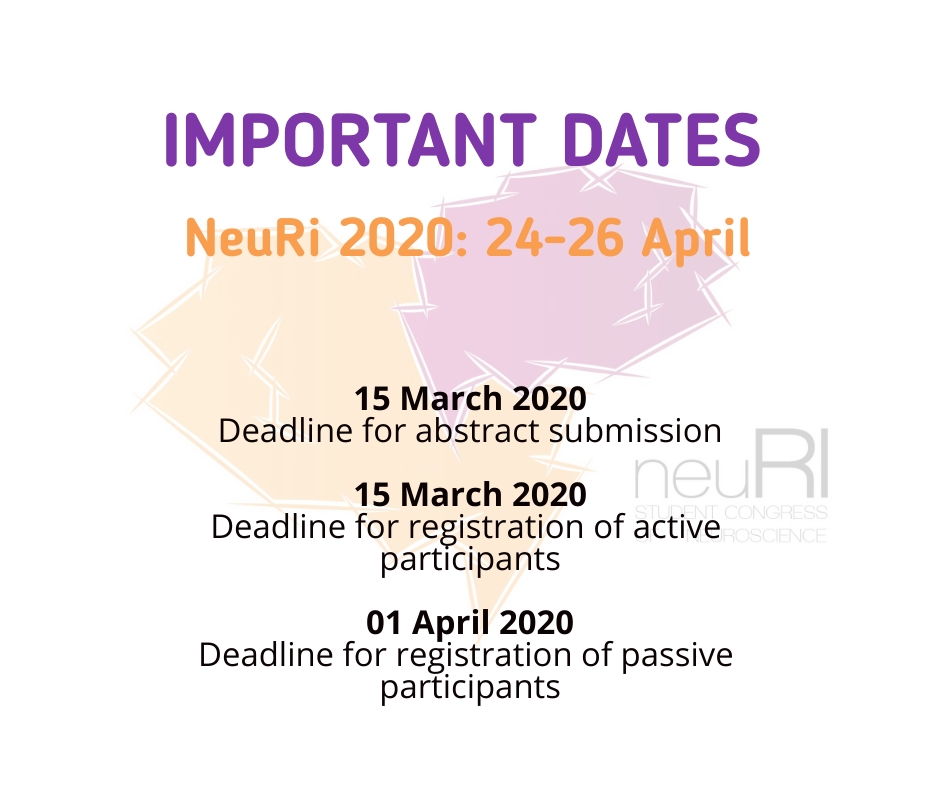 IMPORTANT DATES
NeuRi 2020: 24-26 April
15 March 2020
Deadline for abstract submission
15 March 2020
Deadline for registration of active
participants
01 April 2020
Deadline for registration of passive
participants
neuRI
STUDENT CONGRESS
NEUROSCIENCE